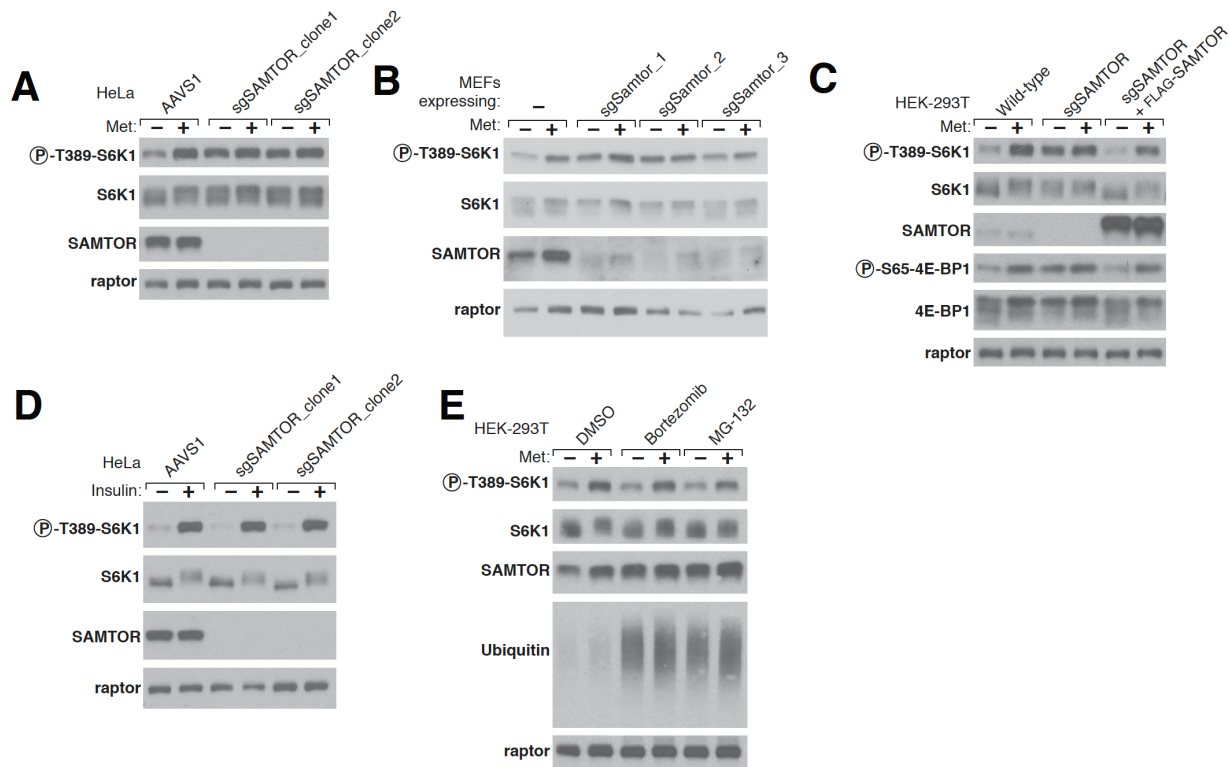 A
HeLa
AAVS1
sgSAMTOR_clone1
sgSAMTOR_clone2
Met: − + − + − +
Ⓟ-T389-S6K1
S6K1
SAMTOR
raptor
B
MEFs
expressing:
−
sgSamtor_1
sgSamtor_2
sgSamtor_3
Met: − + − + − + − +
Ⓟ-T389-S6K1
S6K1
SAMTOR
raptor
C
HEK-293T
Wild-type
sgSAMTOR
sgSAMTOR
+ FLAG-SAMTOR
Met: − + − + − +
Ⓟ-T389-S6K1
S6K1
SAMTOR
Ⓟ-S65-4E-BP1
4E-BP1
raptor
D
HeLa
AAVS1
sgSAMTOR_clone1
sgSAMTOR_clone2
Insulin: − + − + − +
Ⓟ-T389-S6K1
S6K1
SAMTOR
raptor
E
HEK-293T
DMSO
Bortezomib
MG-132
Met: − + − + − +
Ⓟ-T389-S6K1
S6K1
SAMTOR
Ubiquitin
raptor